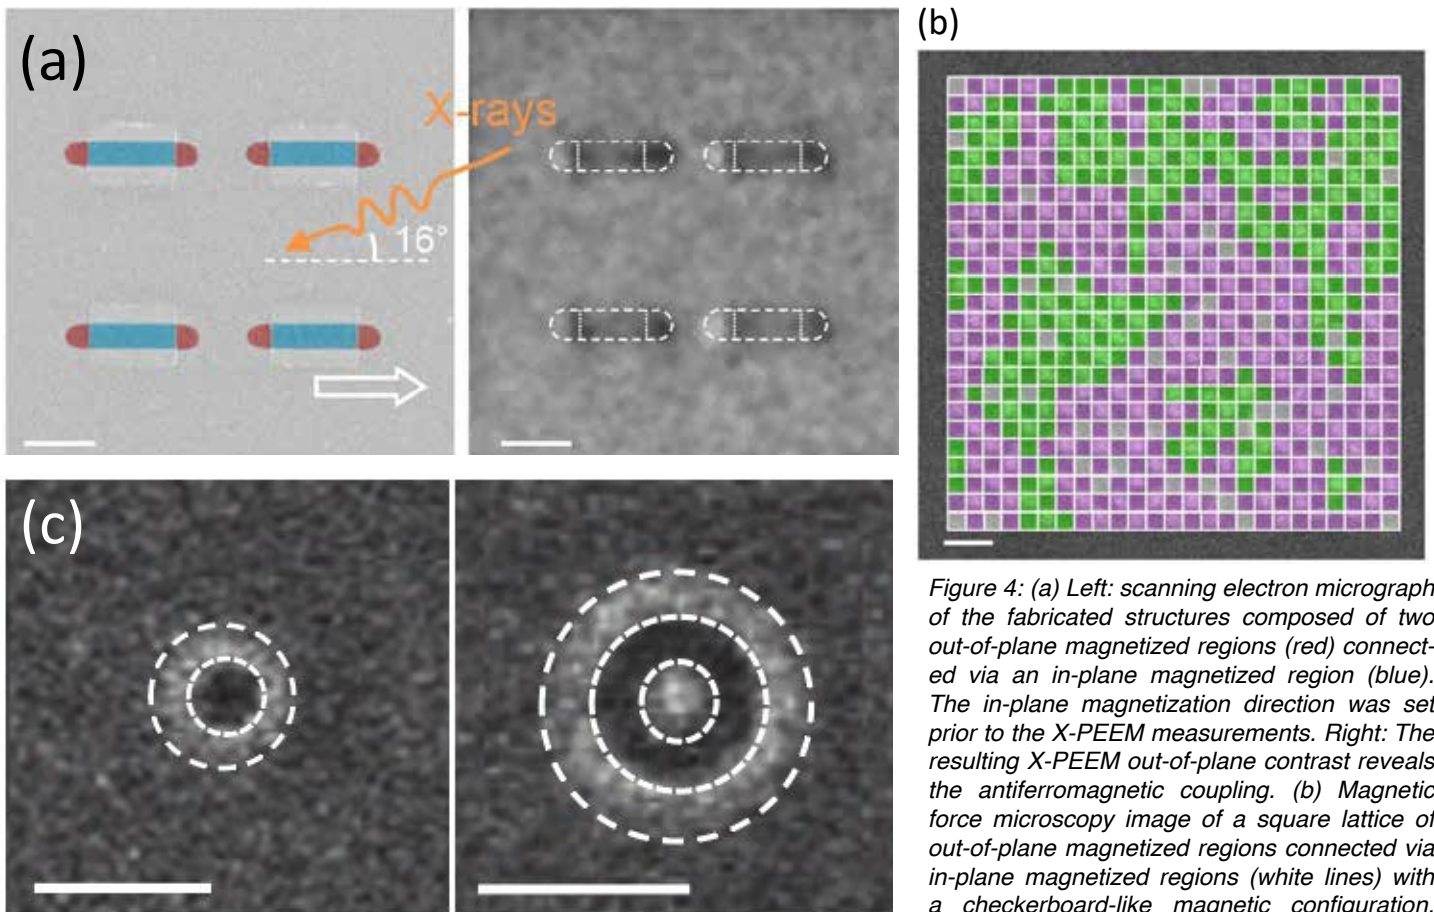 (a)
X-rays
16°
(b)
(c)
Figure 4: (a) Left: scanning electron micrograph
of the fabricated structures composed of two
out-of-plane magnetized regions (red) connect-
ed via an in-plane magnetized region (blue).
The in-plane magnetization direction was set
prior to the X-PEEM measurements. Right: The
resulting X-PEEM out-of-plane contrast reveals
the antiferromagnetic coupling. (b) Magnetic
force microscopy image of a square lattice of
out-of-plane magnetized regions connected via
in-plane magnetized regions (white lines) with
a checkerboard-like magnetic configuration.